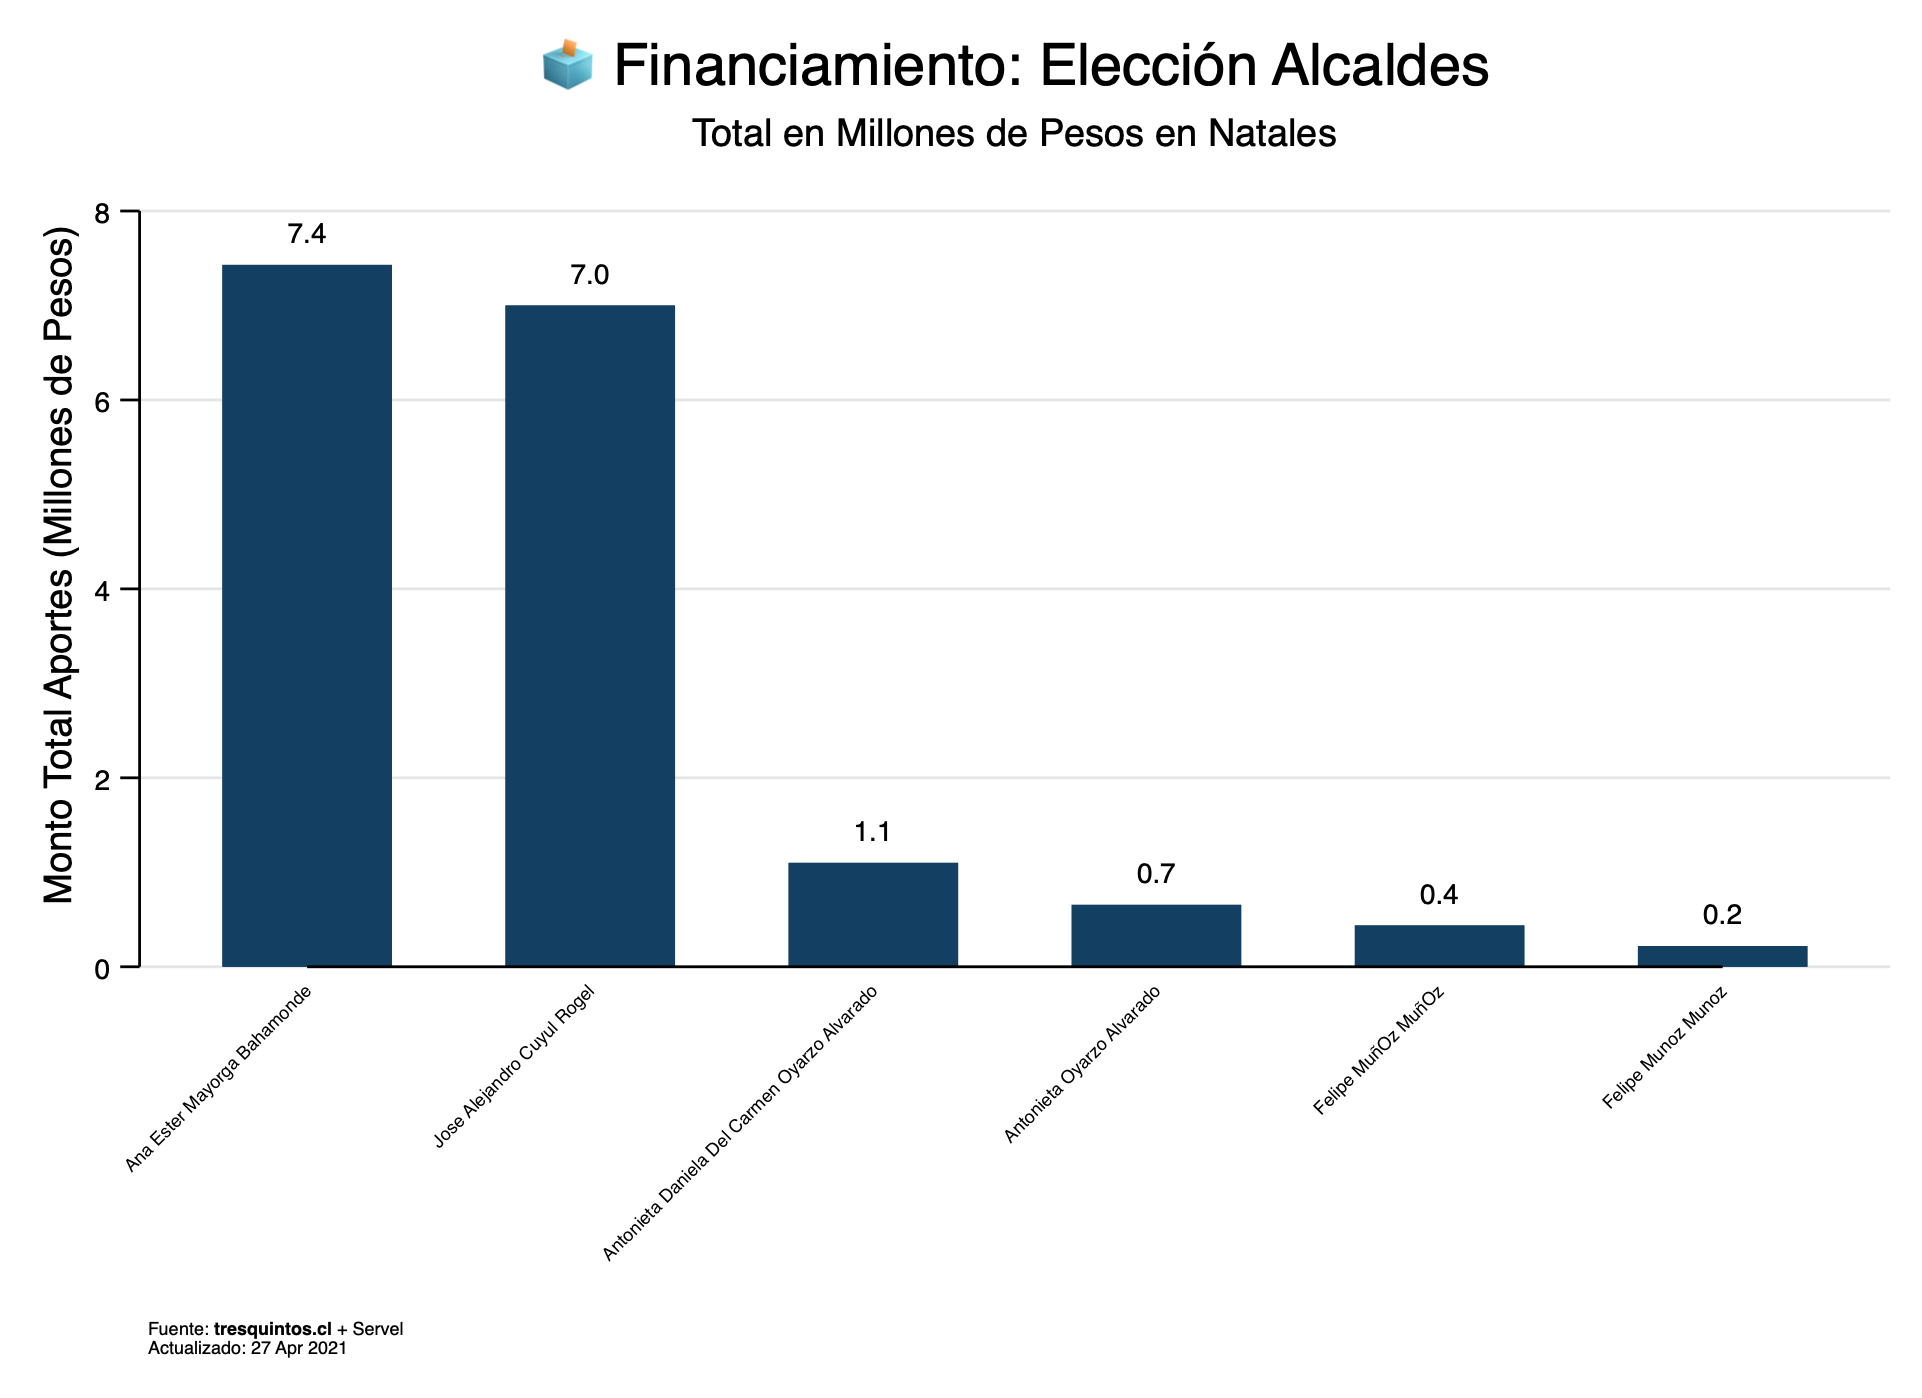 Financiamiento: Elección Alcaldes
Total en Millones de Pesos en Natales
Monto Total Aportes (Millones de Pesos)
8
6
4
2
0
7.4
7.0
1.1
0.7
0.4
0.2
Ana Ester Mayorga Bahamonde
Jose Alejandro Cuyul Rogel
Antonieta Daniela Del Carmen Oyarzo Alvarado
Antonieta Oyarzo Alvarado
Felipe MuñOz MuñOz
Felipe Munoz Munoz
Fuente: tresquintos.cl + Servel
Actualizado: 27 Apr 2021